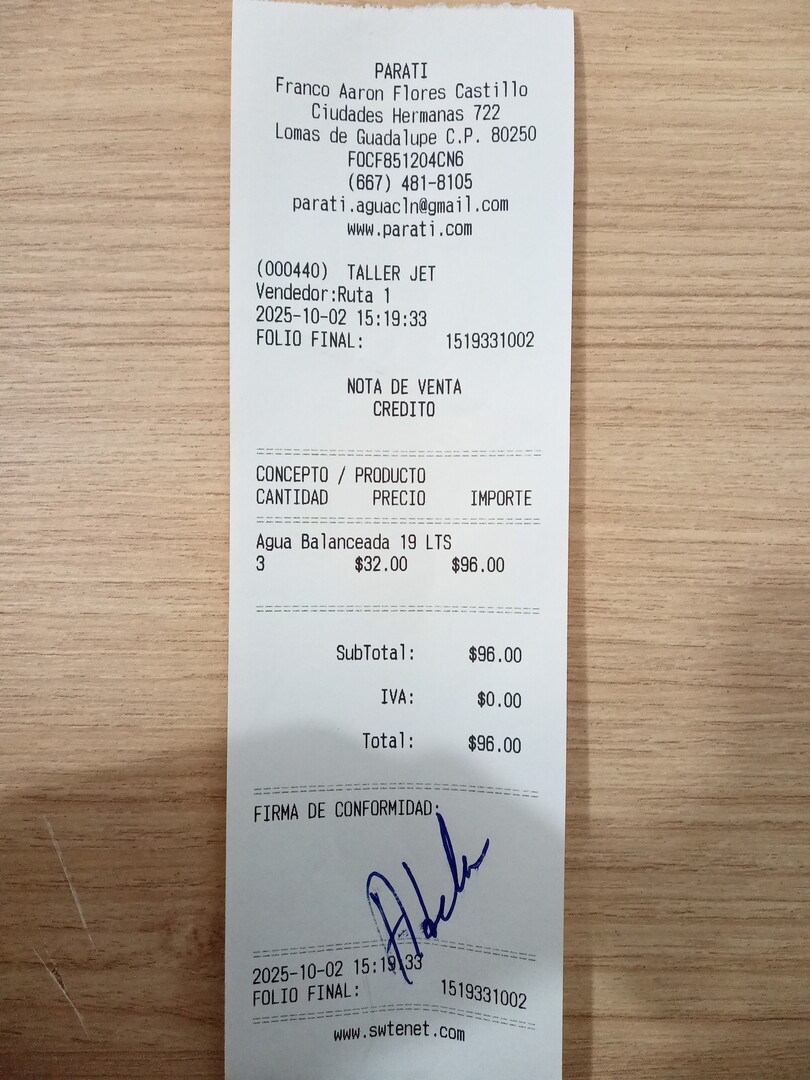 PARATI
Franco Aaron Flores Castillo
Ciudades Hermanas 722
Lomas de Guadalupe C.P. 80250
FOCF851204CN6
(667) 481-8105
parati.aguacln@gmail.com
www.parati.com
(000440) TALLER JET
Vendedor:Ruta 1
2025-10-02 15:19:33
FOLIO FINAL: 1519331002
NOTA DE VENTA
CREDITO
CONCEPTO / PRODUCTO
CANTIDAD PRECIO IMPORTE
Agua Balanceada 19 LTS
3 $32.00 $96.00
SubTotal: $96.00
IVA: $0.00
Total: $96.00
FIRMA DE CONFORMIDAD:
2025-10-02 15:19:33
FOLIO FINAL: 1519331002
www.swtenet.com